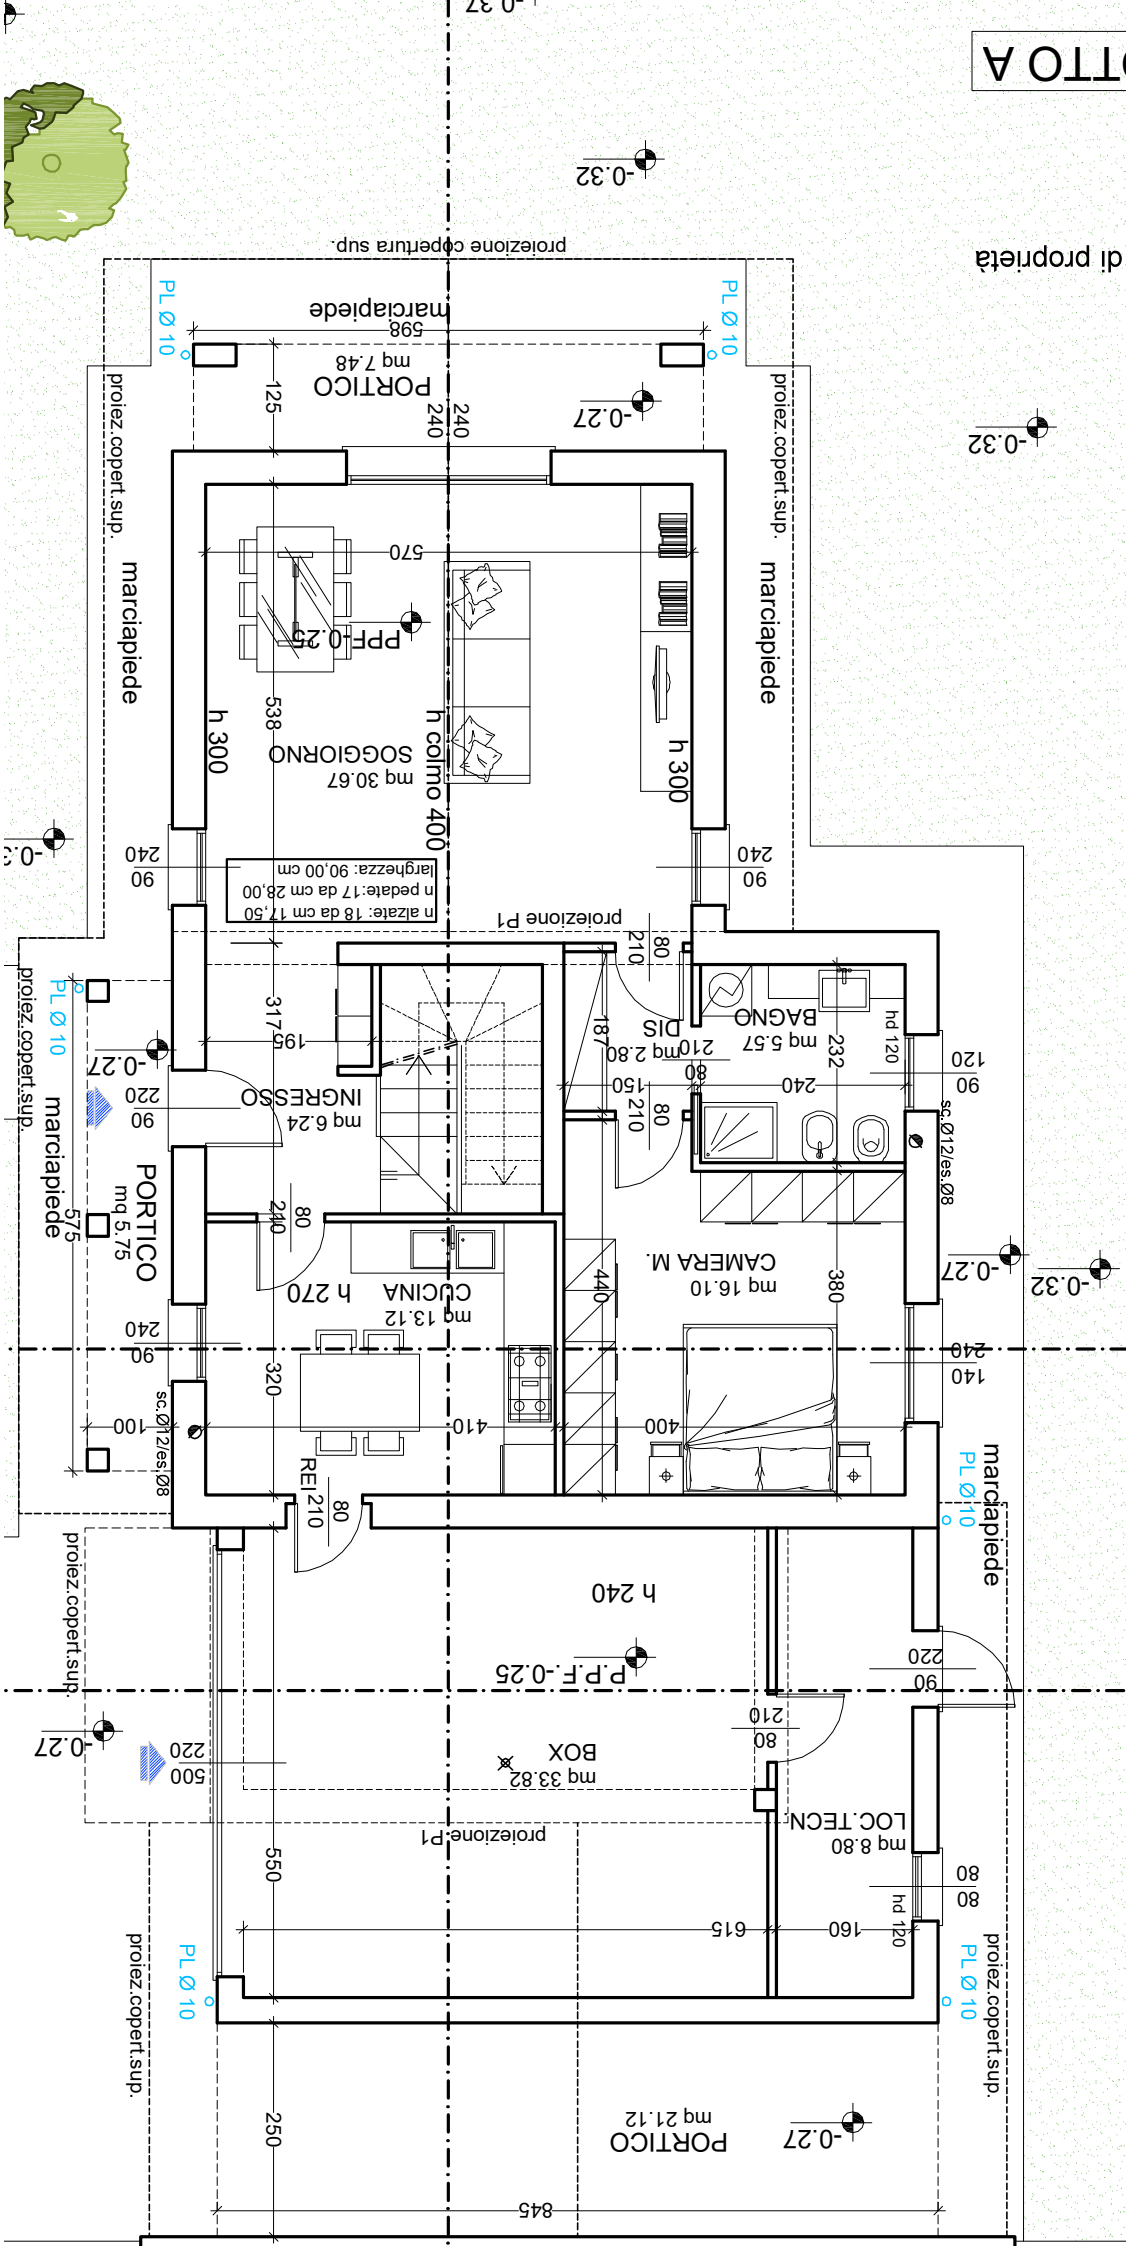 -0.37
OTTO A
-0.32
di proprietà
proiezione copertura sup.
PL Ø 10
marciapiede
598
PL Ø 10
mq 7.48
PORTICO
125
-0.27
240
240
-0.32
proiez.copert.sup.
proiez.copert.sup.
570
marciapiede
marciapiede
PPF-0.25
538
h 300
SOGGIORNO
mq 30.67
h colmo 400
h 300
240
90
240
90
n alzate: 18 da cm 17,50
n pedate:17 da cm 28,00
larghezza: 90,00 cm
proiezione P1
80
210
proiez.copert.sup.
PL Ø 10
317
195
-0.27
INGRESSO
mq 6.24
220
90
187
DIS
mq 2.80
150
80
210
80
210
BAGNO
mq 5.57
232
240
hd 120
120
90
sc.Ø12/es.Ø8
marciapiede
PORTICO
mq 5.75
575
80
210
h 270
CUCINA
mq 13.12
CAMERA M.
mq 16.10
440
380
-0.27
-0.32
240
90
240
140
320
100
410
400
sc.Ø12/es.Ø8
REI
80
210
marciapiede
PL Ø 10
proiez.copert.sup.
h 240
P.P.F.-0.25
220
90
-0.27
220
500
80
210
BOX
mq 33.82
LOC.TECN.
mq 8.80
proiezione P1
550
80
80
615
160
hd 120
proiez.copert.sup.
PL Ø 10
PL Ø 10
proiez.copert.sup.
250
PORTICO
mq 21.12
-0.27
845